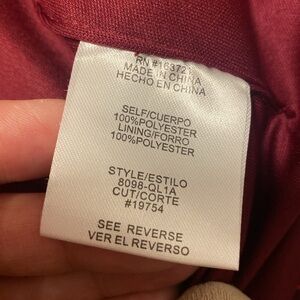 RN #163721
MADE IN CHINA
HECHO EN CHINA
SELF/CUERPO
100%POLYESTER
LINING/FORRO
100%POLYESTER
STYLE/ESTILO
8098-QL1A
CUT/CORTE
#19754
SEE REVERSE
VER EL REVERSO